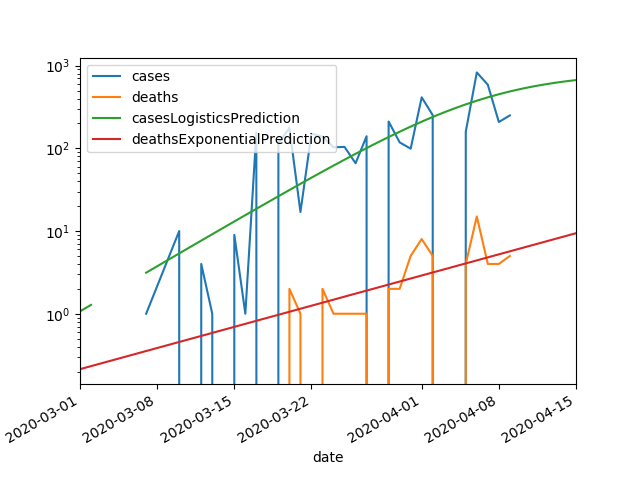 10³
10²
10¹
10⁰
cases
deaths
casesLogisticsPrediction
deathsExponentialPrediction
2020-03-01
2020-03-08
2020-03-15
2020-03-22
2020-04-01
2020-04-08
2020-04-15
date